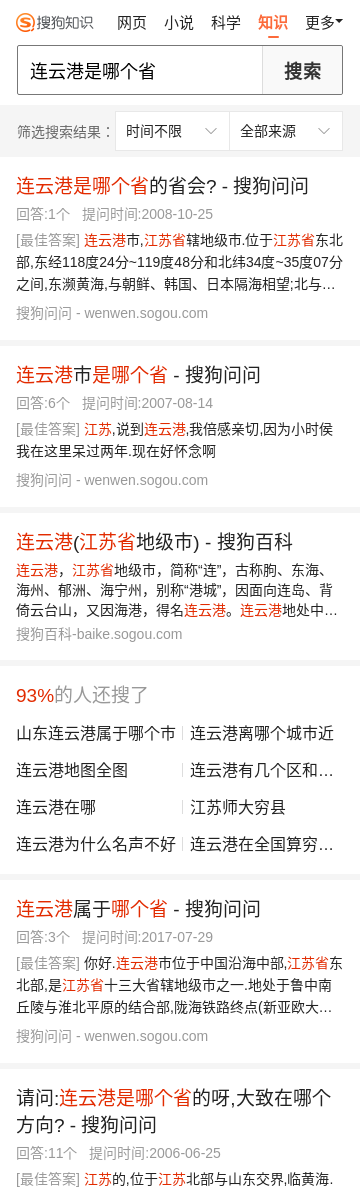 搜狗知识 网页 小说 科学 知识 更多
连云港是哪个省 搜索
筛选搜索结果： 时间不限 全部来源
连云港是哪个省的省会? - 搜狗问问
回答:1个 提问时间:2008-10-25
[最佳答案] 连云港市,江苏省辖地级市.位于江苏省东北
部,东经118度24分~119度48分和北纬34度~35度07分
之间,东濒黄海,与朝鲜、韩国、日本隔海相望;北与…
搜狗问问 - wenwen.sogou.com
连云港市是哪个省 - 搜狗问问
回答:6个 提问时间:2007-08-14
[最佳答案] 江苏,说到连云港,我倍感亲切,因为小时侯
我在这里呆过两年.现在好怀念啊
搜狗问问 - wenwen.sogou.com
连云港(江苏省地级市) - 搜狗百科
连云港，江苏省地级市，简称“连”，古称朐、东海、
海州、郁洲、海宁州，别称“港城”，因面向连岛、背
倚云台山，又因海港，得名连云港。连云港地处中…
搜狗百科-baike.sogou.com
93%的人还搜了
山东连云港属于哪个市 连云港离哪个城市近
连云港地图全图 连云港有几个区和…
连云港在哪 江苏师大穷县
连云港为什么名声不好 连云港在全国算穷…
连云港属于哪个省 - 搜狗问问
回答:3个 提问时间:2017-07-29
[最佳答案] 你好.连云港市位于中国沿海中部,江苏省东
北部,是江苏省十三大省辖地级市之一.地处于鲁中南
丘陵与淮北平原的结合部,陇海铁路终点(新亚欧大…
搜狗问问 - wenwen.sogou.com
请问:连云港是哪个省的呀,大致在哪个
方向? - 搜狗问问
回答:11个 提问时间:2006-06-25
[最佳答案] 江苏的,位于江苏北部与山东交界,临黄海.